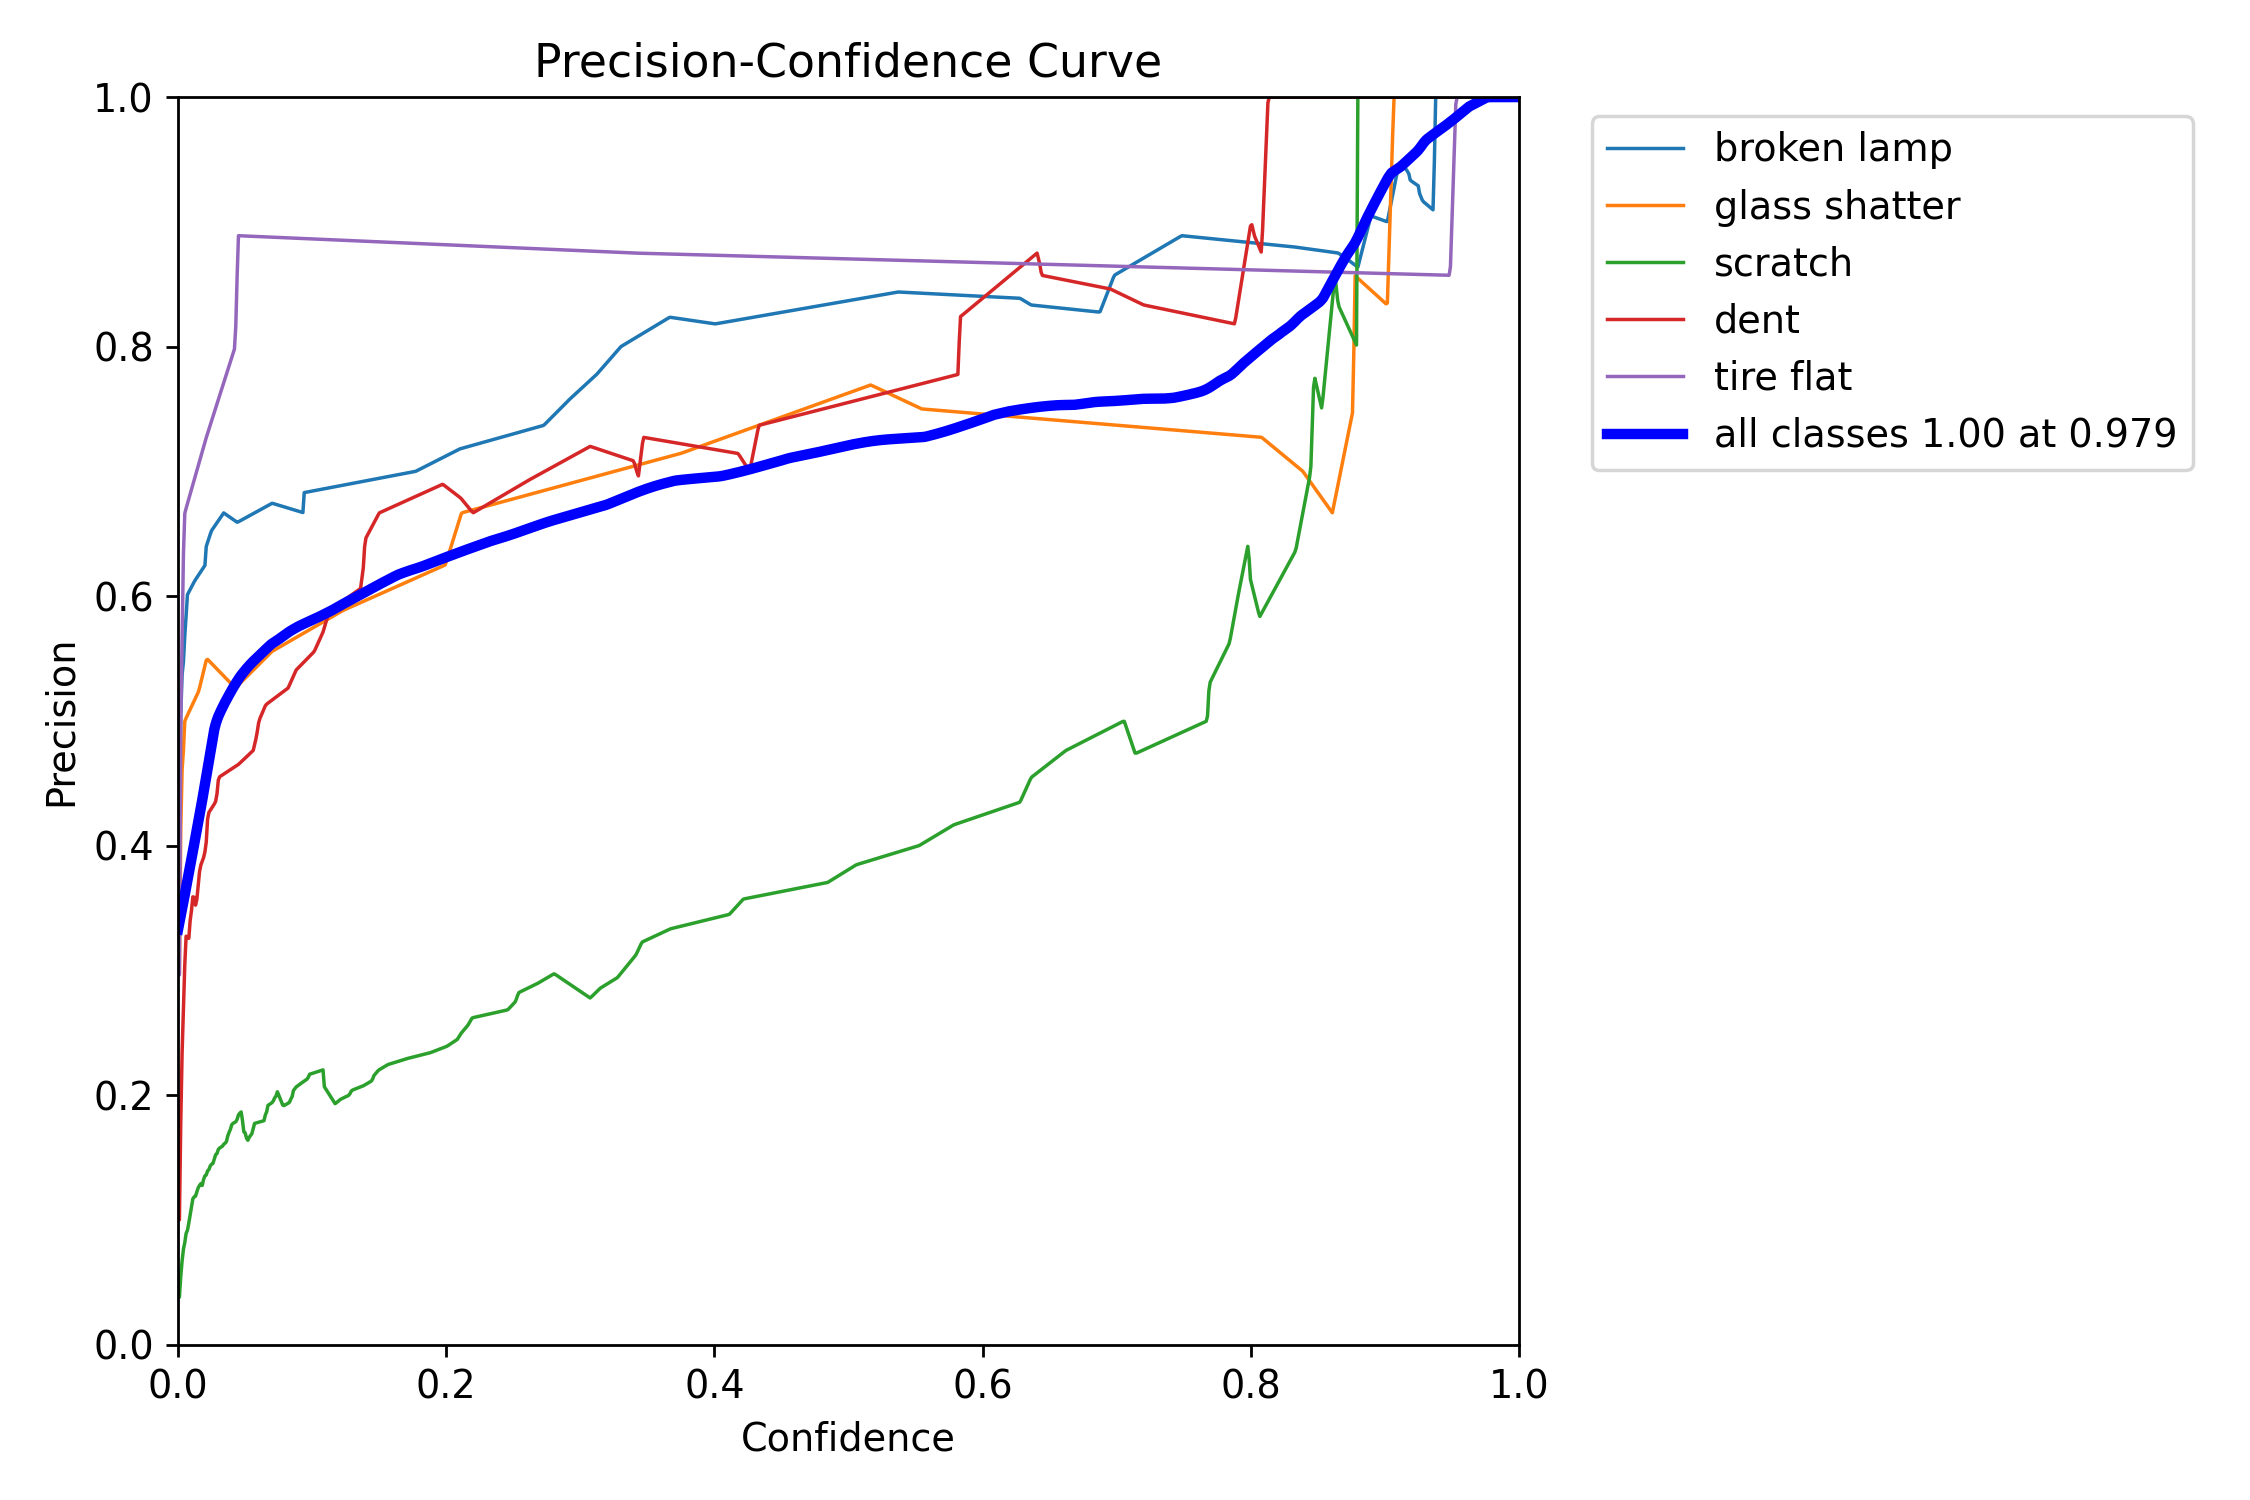 Precision-Confidence Curve
1.0
0.8
0.6
0.4
0.2
0.0
Precision
0.0 0.2 0.4 0.6 0.8 1.0
Confidence
broken lamp
glass shatter
scratch
dent
tire flat
all classes 1.00 at 0.979